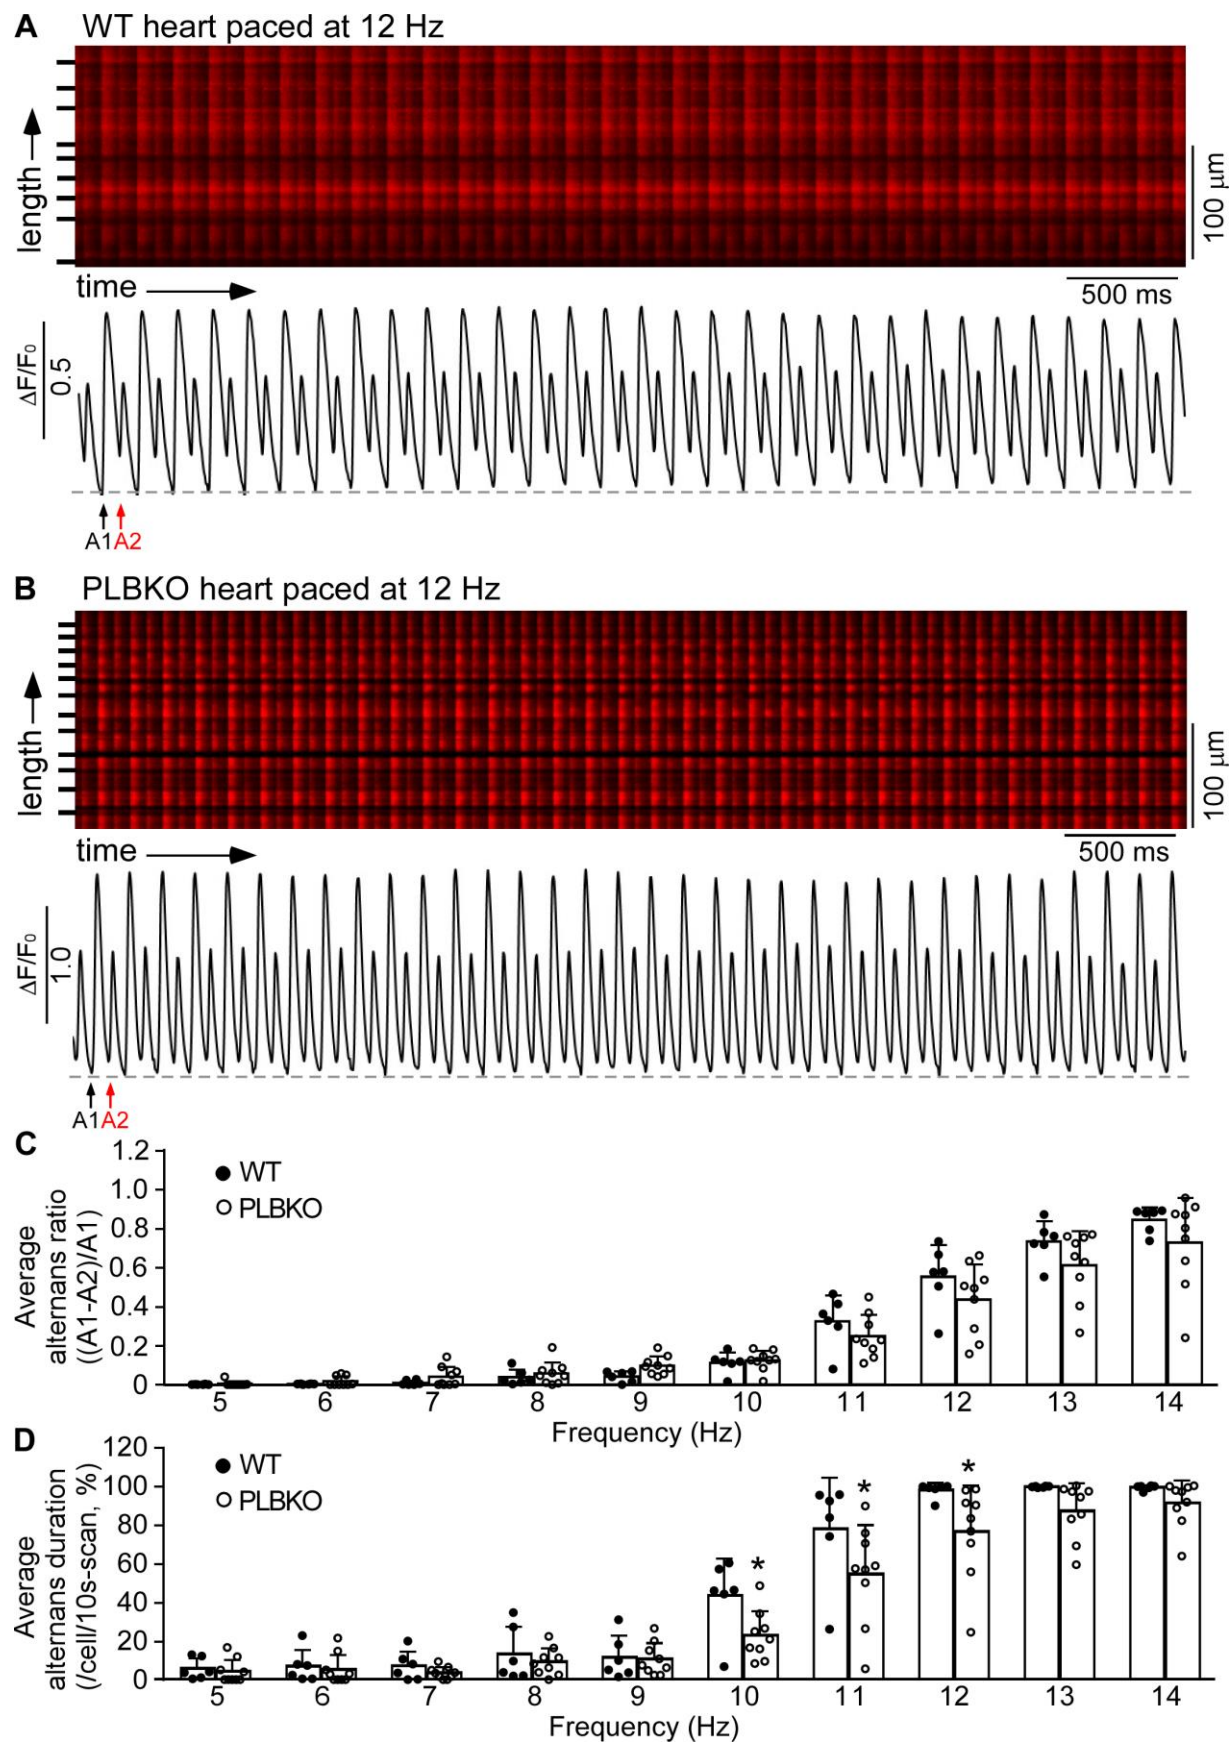 A WT heart paced at 12 Hz
length
100 µm
time
500 ms
ΔF/F₀
0.5
A1 A2
B PLBKO heart paced at 12 Hz
length
100 µm
time
500 ms
ΔF/F₀
1.0
A1 A2
C
Average
alternans ratio
((A1-A2)/A1)
1.2
1.0
0.8
0.6
0.4
0.2
0
WT
PLBKO
5 6 7 8 9 10 11 12 13 14
Frequency (Hz)
D
Average
alternans duration
(/cell/10s-scan, %)
120
100
80
60
40
20
0
WT
PLBKO
* * *
5 6 7 8 9 10 11 12 13 14
Frequency (Hz)